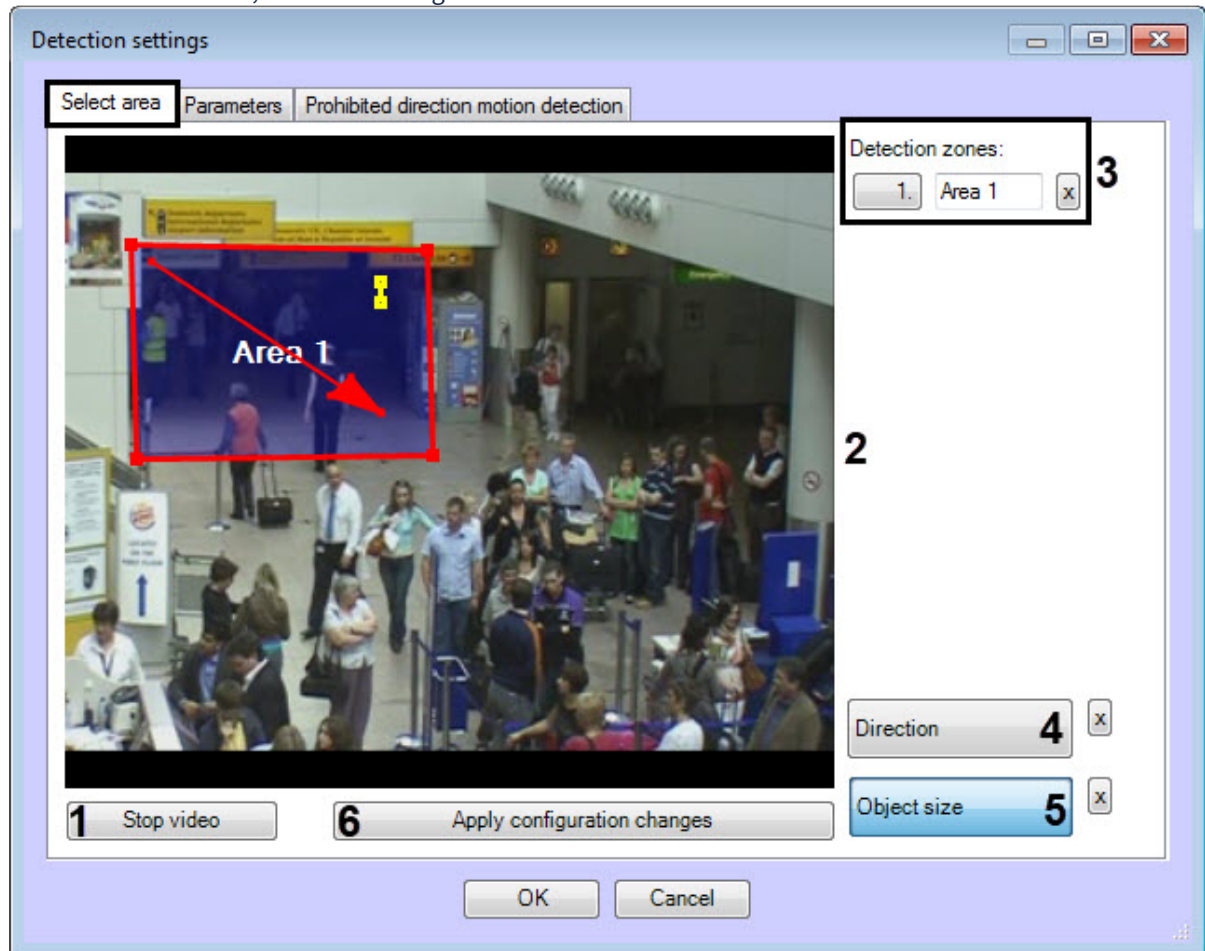 Detection settings
Select area
Parameters
Prohibited direction motion detection
Detection zones:
1.
Area 1
x
3
Area 1
2
Direction
4
x
Object size
5
x
1
Stop video
6
Apply configuration changes
OK
Cancel